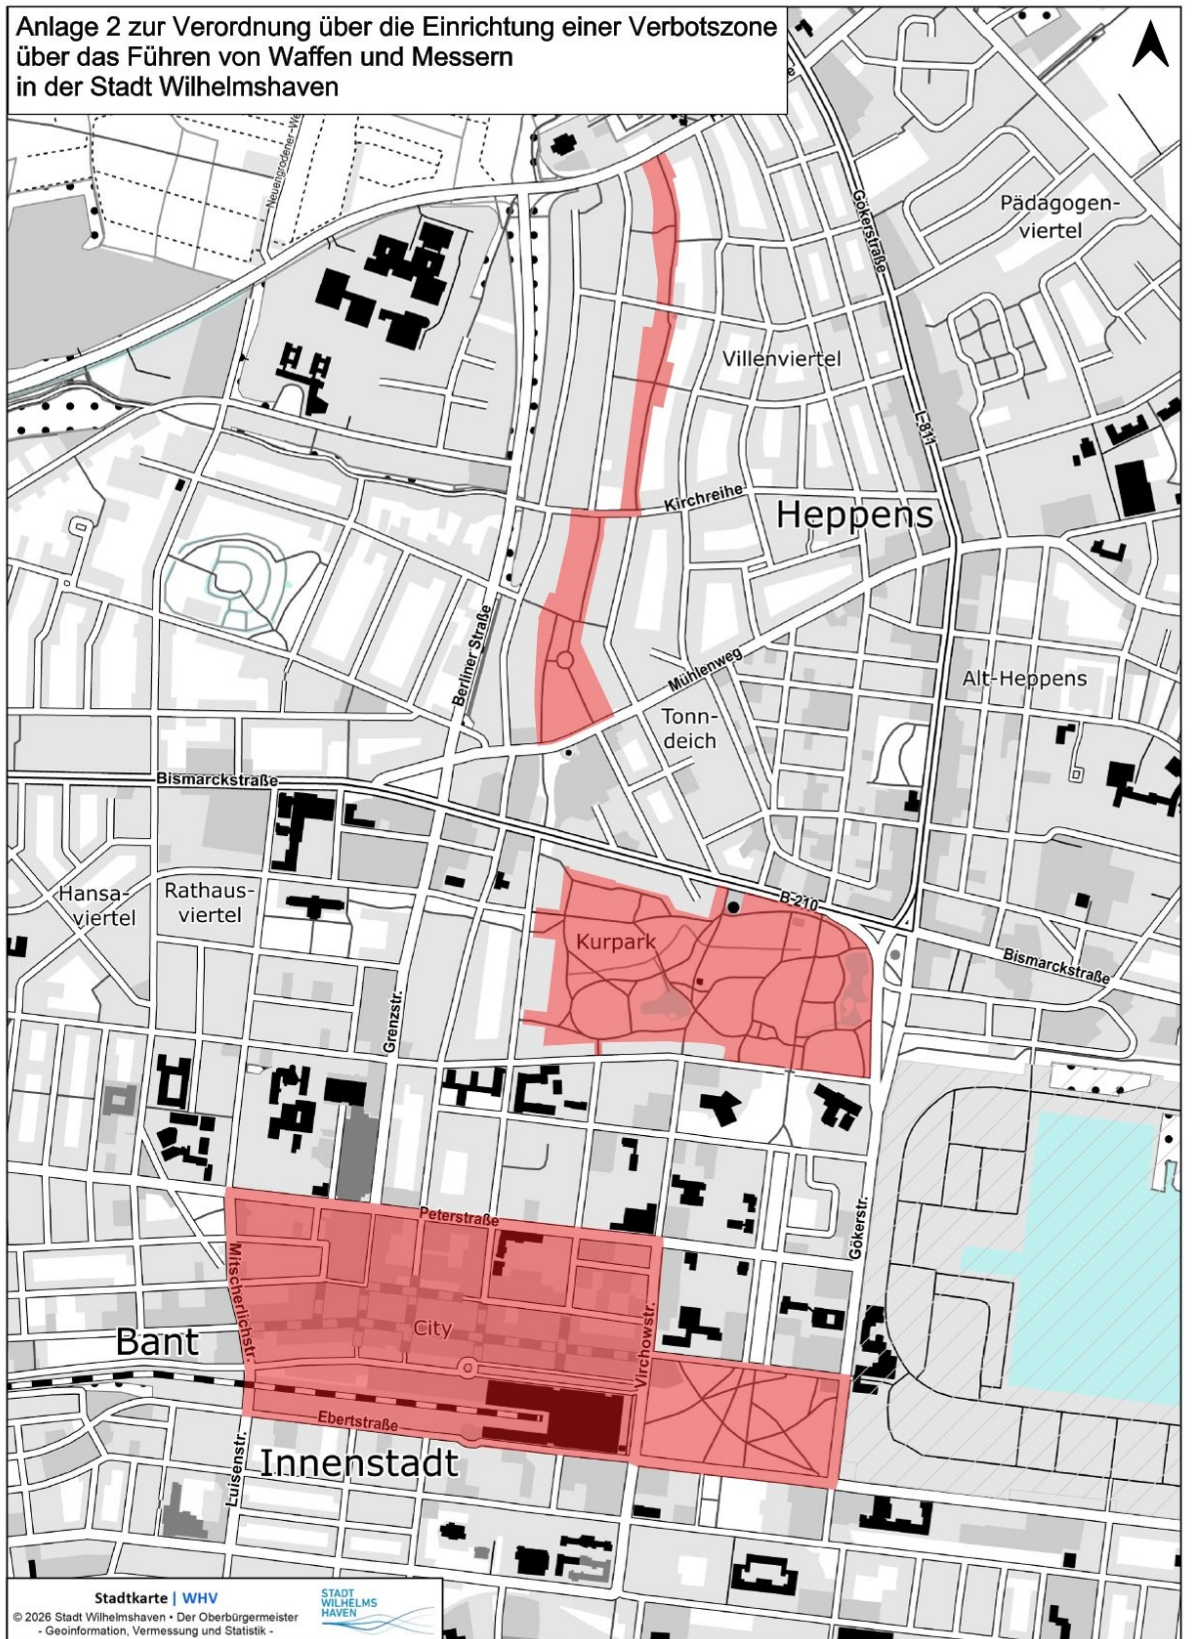 Anlage 2 zur Verordnung über die Einrichtung einer Verbotszone
über das Führen von Waffen und Messern
in der Stadt Wilhelmshaven
Gökerstraße
Pädagogen-
viertel
Villenviertel
L-811
Kirchreihe
Heppens
Berliner Straße
Mühlenweg
Alt-Heppens
Tonn-
deich
Bismarckstraße
Hansa-
viertel
Rathaus-
viertel
B-210
Kurpark
Bismarckstraße
Grenzstr.
Peterstraße
Gökerstr.
Mitscherlichstr.
City
Virchowstr.
Bant
Ebertstraße
Innenstadt
Luisenstr.
Stadtkarte | WHV
© 2026 Stadt Wilhelmshaven • Der Oberbürgermeister
- Geoinformation, Vermessung und Statistik -
STADT
WILHELMS
HAVEN